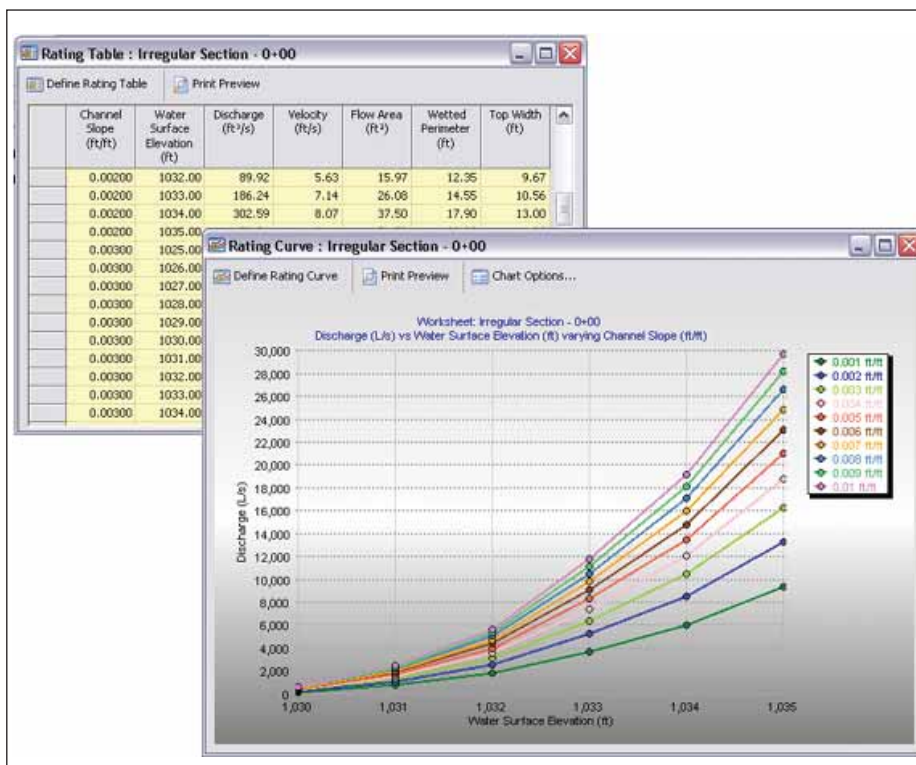 Rating Table : Irregular Section - 0+00
Define Rating Table Print Preview
Channel Slope (ft/ft) Water Surface Elevation (ft) Discharge (ft³/s) Velocity (ft/s) Flow Area (ft²) Wetted Perimeter (ft) Top Width (ft)
0.00200 1032.00 89.92 5.63 15.97 12.35 9.67
0.00200 1033.00 186.24 7.14 26.08 14.55 10.56
0.00200 1034.00 302.59 8.07 37.50 17.90 13.00
0.00200 1035.00
0.00300 1025.00
0.00300 1026.00
0.00300 1027.00
0.00300 1028.00
0.00300 1029.00
0.00300 1030.00
0.00300 1031.00
0.00300 1032.00
0.00300 1033.00
0.00300 1034.00
Rating Curve : Irregular Section - 0+00
Define Rating Curve Print Preview Chart Options...
Worksheet: Irregular Section - 0+00
Discharge (L/s) vs Water Surface Elevation (ft) varying Channel Slope (ft/ft)
Discharge (L/s)
30,000
28,000
26,000
24,000
22,000
20,000
18,000
16,000
14,000
12,000
10,000
8,000
6,000
4,000
2,000
0
1,030 1,031 1,032 1,033 1,034 1,035
Water Surface Elevation (ft)
0.001 ft/ft
0.002 ft/ft
0.003 ft/ft
0.004 ft/ft
0.005 ft/ft
0.006 ft/ft
0.007 ft/ft
0.008 ft/ft
0.009 ft/ft
0.01 ft/ft